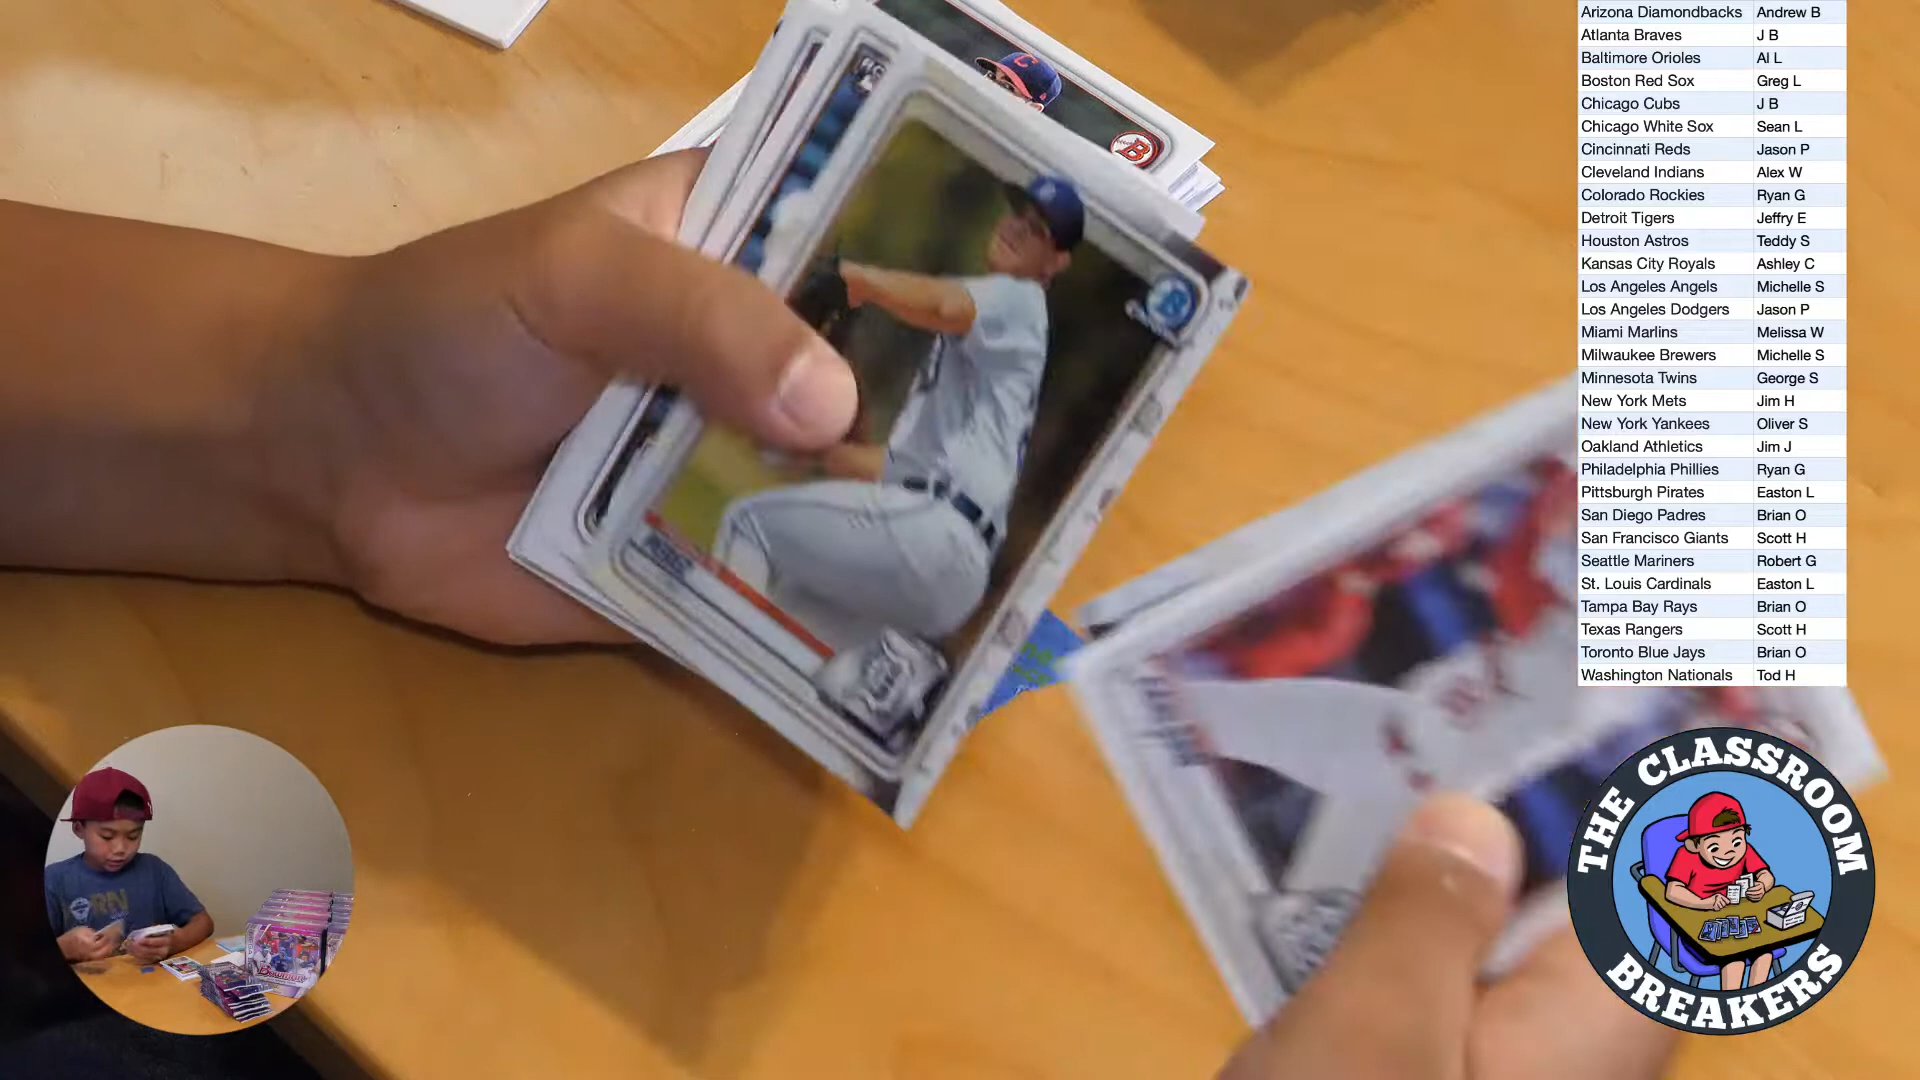 Arizona Diamondbacks Andrew B
Atlanta Braves J B
Baltimore Orioles Al L
Boston Red Sox Greg L
Chicago Cubs J B
Chicago White Sox Sean L
Cincinnati Reds Jason P
Cleveland Indians Alex W
Colorado Rockies Ryan G
Detroit Tigers Jeffry E
Houston Astros Teddy S
Kansas City Royals Ashley C
Los Angeles Angels Michelle S
Los Angeles Dodgers Jason P
Miami Marlins Melissa W
Milwaukee Brewers Michelle S
Minnesota Twins George S
New York Mets Jim H
New York Yankees Oliver S
Oakland Athletics Jim J
Philadelphia Phillies Ryan G
Pittsburgh Pirates Easton L
San Diego Padres Brian O
San Francisco Giants Scott H
Seattle Mariners Robert G
St. Louis Cardinals Easton L
Tampa Bay Rays Brian O
Texas Rangers Scott H
Toronto Blue Jays Brian O
Washington Nationals Tod H
THE CLASSROOM
BREAKERS
C
B
B
Bowman